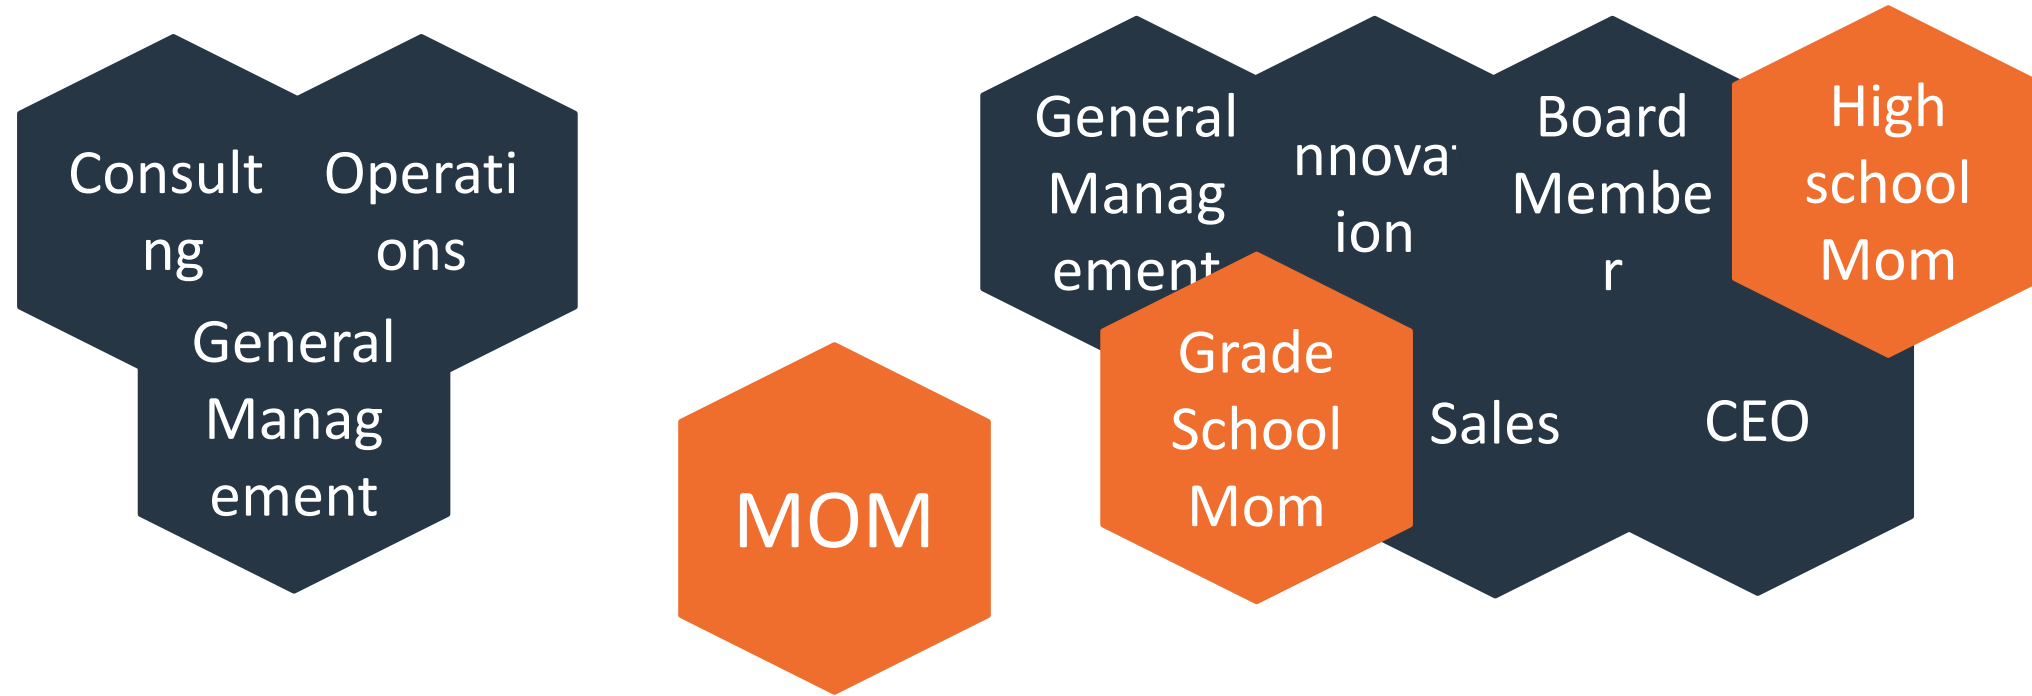 Consult
ng
Operati
ons
General
Manag
ement
MOM
General
Manag
ement
nnovat
ion
Board
Membe
r
High
school
Mom
Grade
School
Mom
Sales
CEO